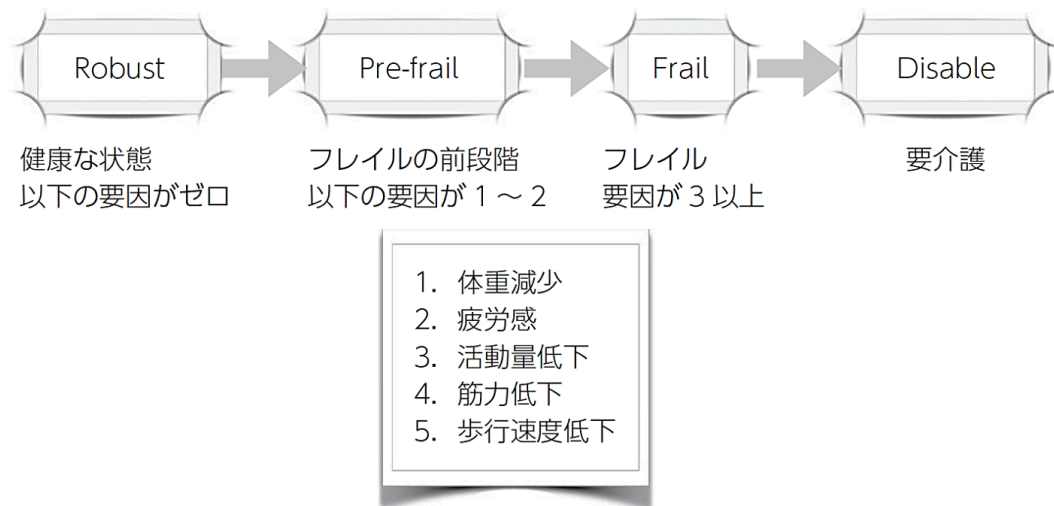 Robust
Pre-frail
Frail
Disable
健康な状態
以下の要因がゼロ
フレイルの前段階
以下の要因が 1 ～ 2
フレイル
要因が 3 以上
要介護
1. 体重減少
2. 疲労感
3. 活動量低下
4. 筋力低下
5. 歩行速度低下